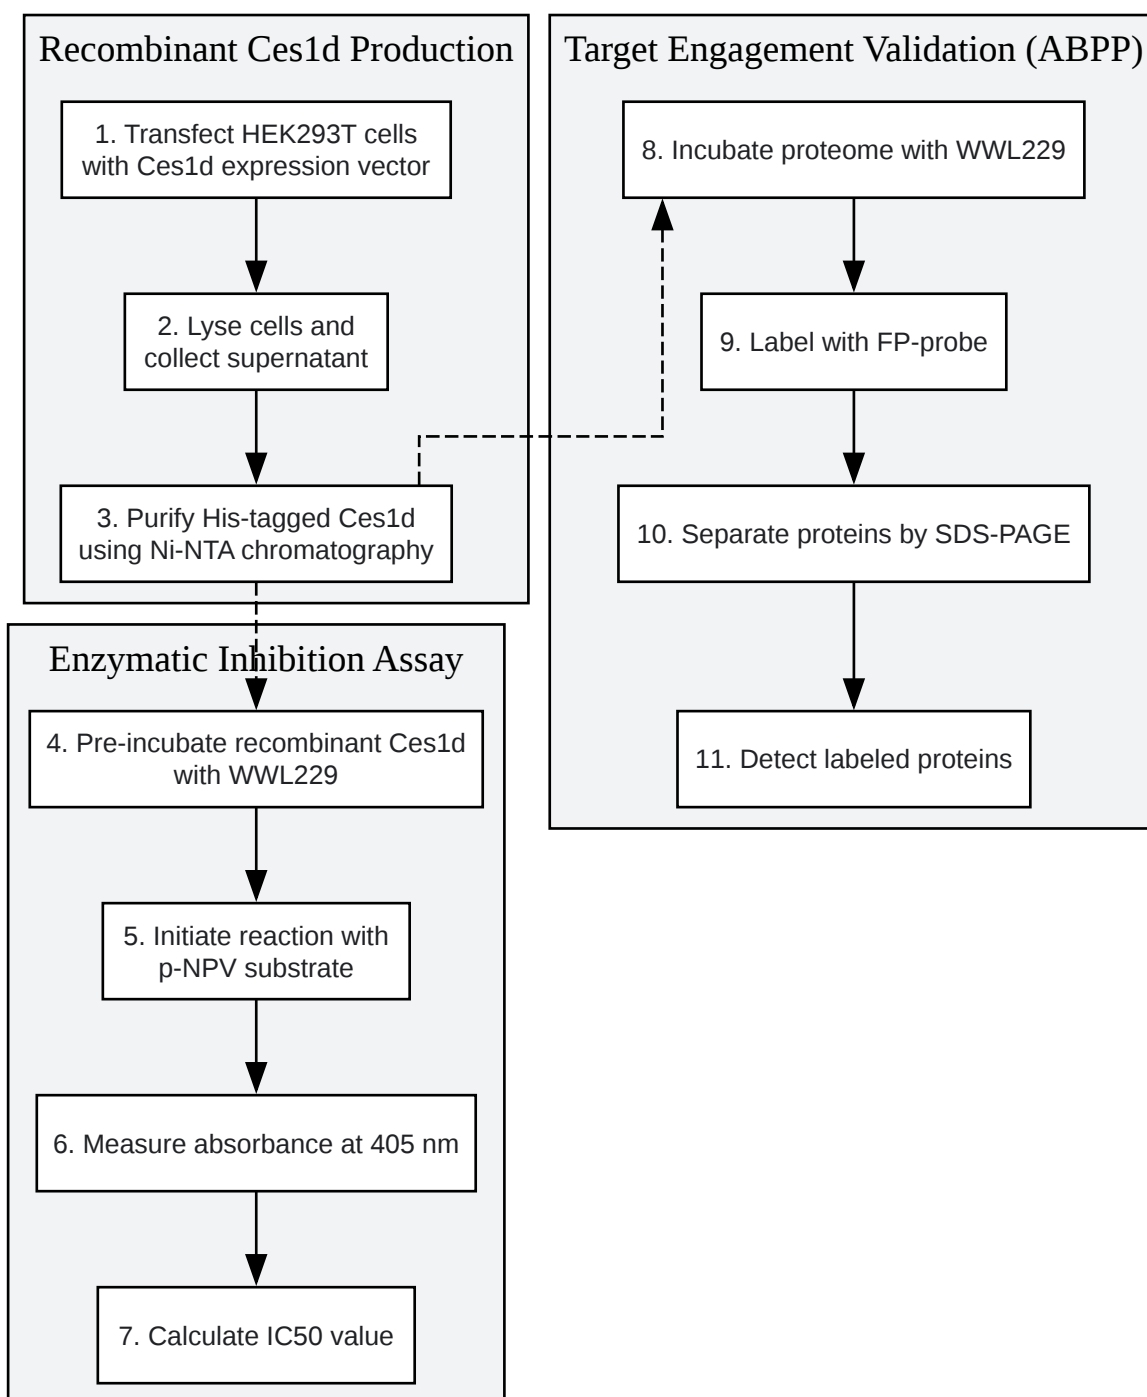 Recombinant Ces1d Production
1. Transfect HEK293T cells
with Ces1d expression vector
2. Lyse cells and
collect supernatant
3. Purify His-tagged Ces1d
using Ni-NTA chromatography
Enzymatic Inhibition Assay
4. Pre-incubate recombinant Ces1d
with WWL229
5. Initiate reaction with
p-NPV substrate
6. Measure absorbance at 405 nm
7. Calculate IC50 value
Target Engagement Validation (ABPP)
8. Incubate proteome with WWL229
9. Label with FP-probe
10. Separate proteins by SDS-PAGE
11. Detect labeled proteins